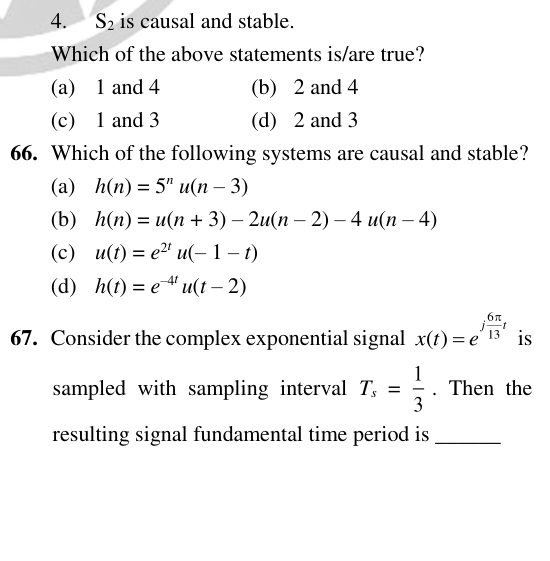 4. S₂ is causal and stable.
Which of the above statements is/are true?
(a) 1 and 4 (b) 2 and 4
(c) 1 and 3 (d) 2 and 3
66. Which of the following systems are causal and stable?
(a) h(n) = 5ⁿ u(n – 3)
(b) h(n) = u(n + 3) – 2u(n – 2) – 4 u(n – 4)
(c) u(t) = e²ᵗ u(– 1 – t)
(d) h(t) = e⁻⁴ᵗ u(t – 2)
67. Consider the complex exponential signal x(t) = e^{j\frac{6π}{13}t} is
sampled with sampling interval Tₛ = \frac{1}{3}. Then the
resulting signal fundamental time period is ______